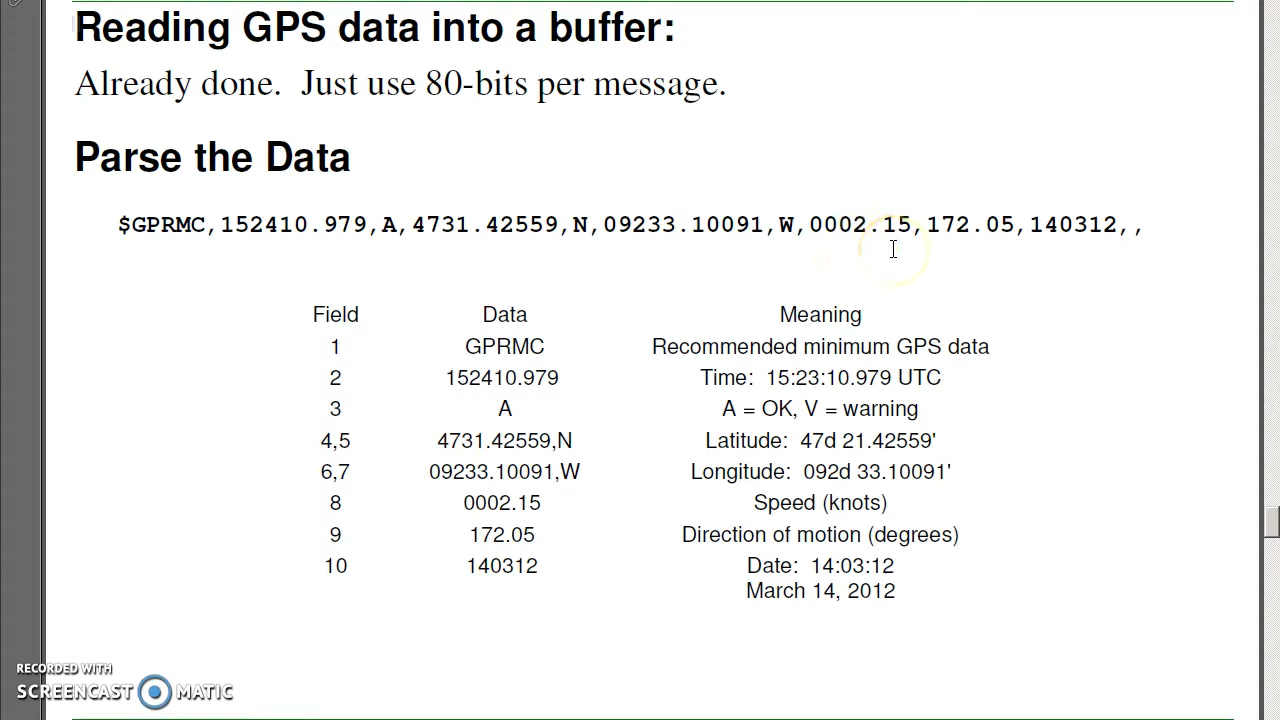 Reading GPS data into a buffer:
Already done. Just use 80-bits per message.
Parse the Data
$GPRMC,152410.979,A,4731.42559,N,09233.10091,W,0002.15,172.05,140312,,
Field Data Meaning
1 GPRMC Recommended minimum GPS data
2 152410.979 Time: 15:23:10.979 UTC
3 A A = OK, V = warning
4,5 4731.42559,N Latitude: 47d 21.42559'
6,7 09233.10091,W Longitude: 092d 33.10091'
8 0002.15 Speed (knots)
9 172.05 Direction of motion (degrees)
10 140312 Date: 14:03:12
March 14, 2012
RECORDED WITH
SCREENCAST MATIC